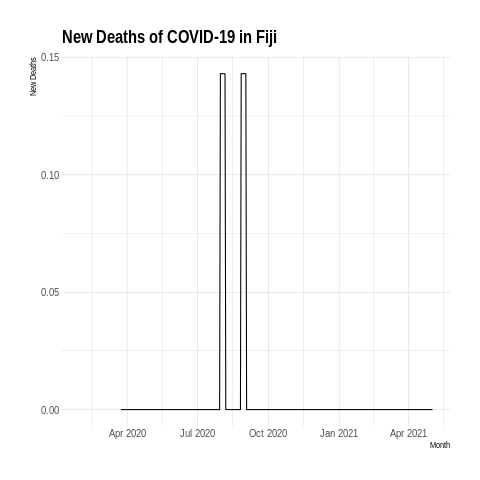 New Deaths of COVID-19 in Fiji
New Deaths
0.15
0.10
0.05
0.00
Apr 2020 Jul 2020 Oct 2020 Jan 2021 Apr 2021
Month